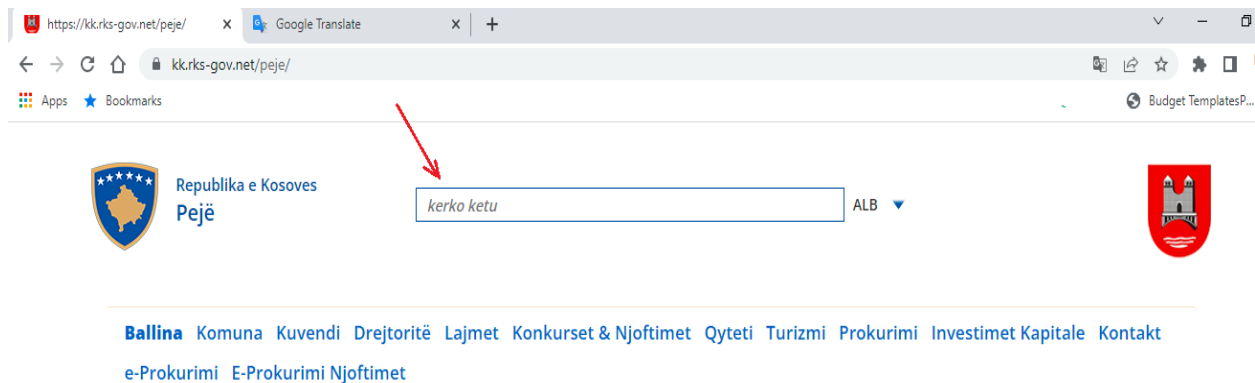 https://kk.rks-gov.net/peje/ Google Translate
kk.rks-gov.net/peje/
Apps Bookmarks Budget TemplatesP...
Republika e Kosoves
Pejë
kerko ketu
ALB
Ballina Komuna Kuvendi Drejtoritë Lajmet Konkurset & Njoftimet Qyteti Turizmi Prokurimi Investimet Kapitale Kontakt
e-Prokurimi E-Prokurimi Njoftimet